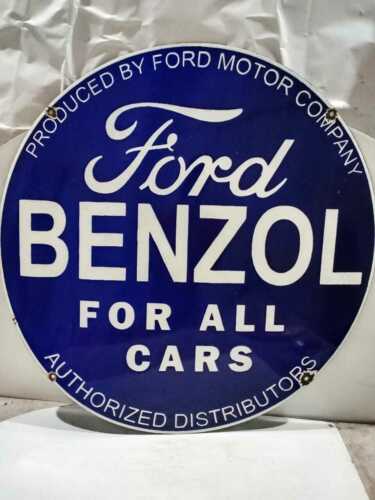 PRODUCED BY FORD MOTOR COMPANY
Ford
BENZOL
FOR ALL
CARS
AUTHORIZED DISTRIBUTORS